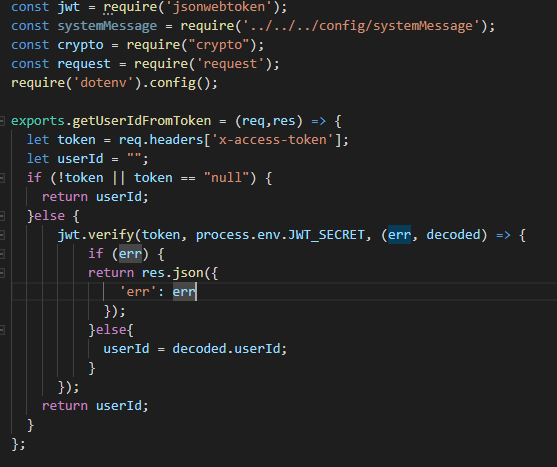 const jwt = require('jsonwebtoken');
const systemMessage = require('../../../config/systemMessage');
const crypto = require("crypto");
const request = require('request');
require('dotenv').config();
exports.getUserIdFromToken = (req,res) => {
let token = req.headers['x-access-token'];
let userId = "";
if (!token || token == "null") {
return userId;
}else {
jwt.verify(token, process.env.JWT_SECRET, (err, decoded) => {
if (err) {
return res.json({
'err': err
});
}else{
userId = decoded.userId;
}
});
return userId;
}
};